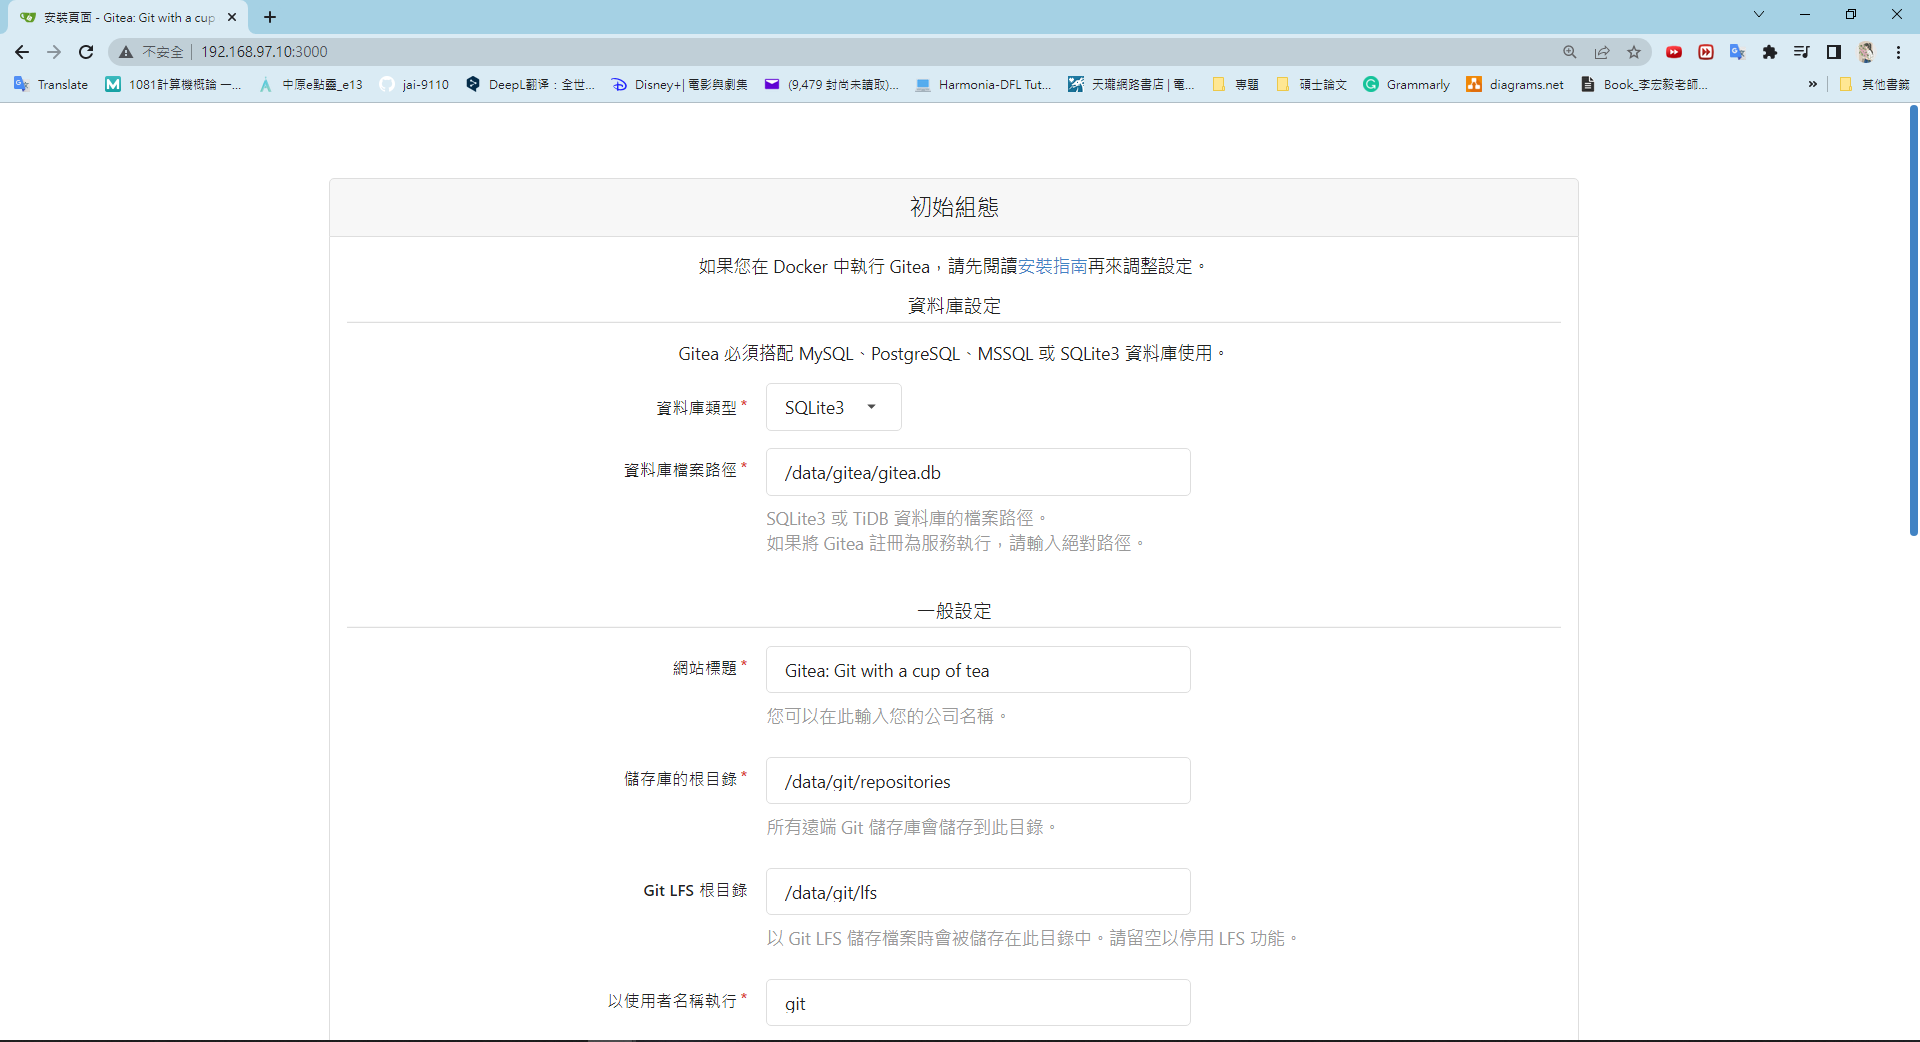 安裝頁面 - Gitea: Git with a cup
不安全
192.168.97.10:3000
Translate
1081計算機概論 一...
中原e點靈_e13
jai-9110
DeepL翻译：全世...
Disney+| 電影與劇集
(9,479 封尚未讀取)...
Harmonia-DFL Tut...
天瓏網路書店 | 電...
專題
碩士論文
Grammarly
diagrams.net
Book_李宏毅老師...
»
其他書籤
初始組態
如果您在 Docker 中執行 Gitea，請先閱讀安裝指南再來調整設定。
資料庫設定
Gitea 必須搭配 MySQL、PostgreSQL、MSSQL 或 SQLite3 資料庫使用。
資料庫類型* SQLite3
資料庫檔案路徑* /data/gitea/gitea.db
SQLite3 或 TiDB 資料庫的檔案路徑。
如果將 Gitea 註冊為服務執行，請輸入絕對路徑。
一般設定
網站標題* Gitea: Git with a cup of tea
您可以在此輸入您的公司名稱。
儲存庫的根目錄* /data/git/repositories
所有遠端 Git 儲存庫會儲存到此目錄。
Git LFS 根目錄 /data/git/lfs
以 Git LFS 儲存檔案時會被儲存在此目錄中。請留空以停用 LFS 功能。
以使用者名稱執行* git